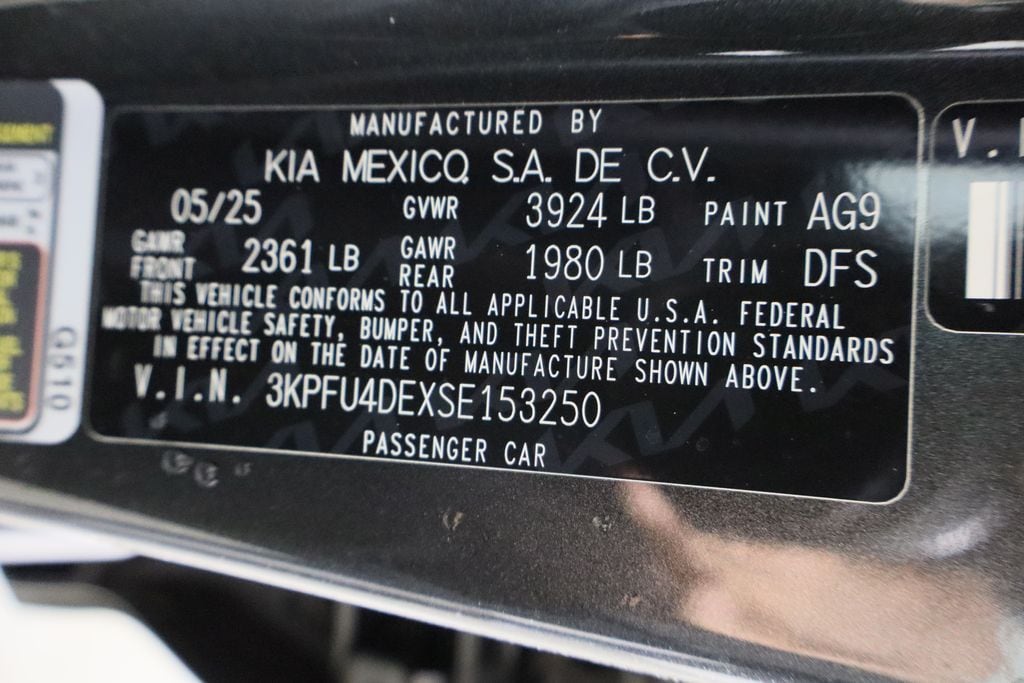 MANUFACTURED BY
KIA MEXICO, S.A. DE C.V.
05/25 GVWR 3924 LB PAINT AG9
GAWR FRONT 2361 LB GAWR REAR 1980 LB TRIM DFS
THIS VEHICLE CONFORMS TO ALL APPLICABLE U.S.A. FEDERAL
MOTOR VEHICLE SAFETY, BUMPER, AND THEFT PREVENTION STANDARDS
IN EFFECT ON THE DATE OF MANUFACTURE SHOWN ABOVE.
V.I.N. 3KPFU4DEXSE153250
PASSENGER CAR
G510